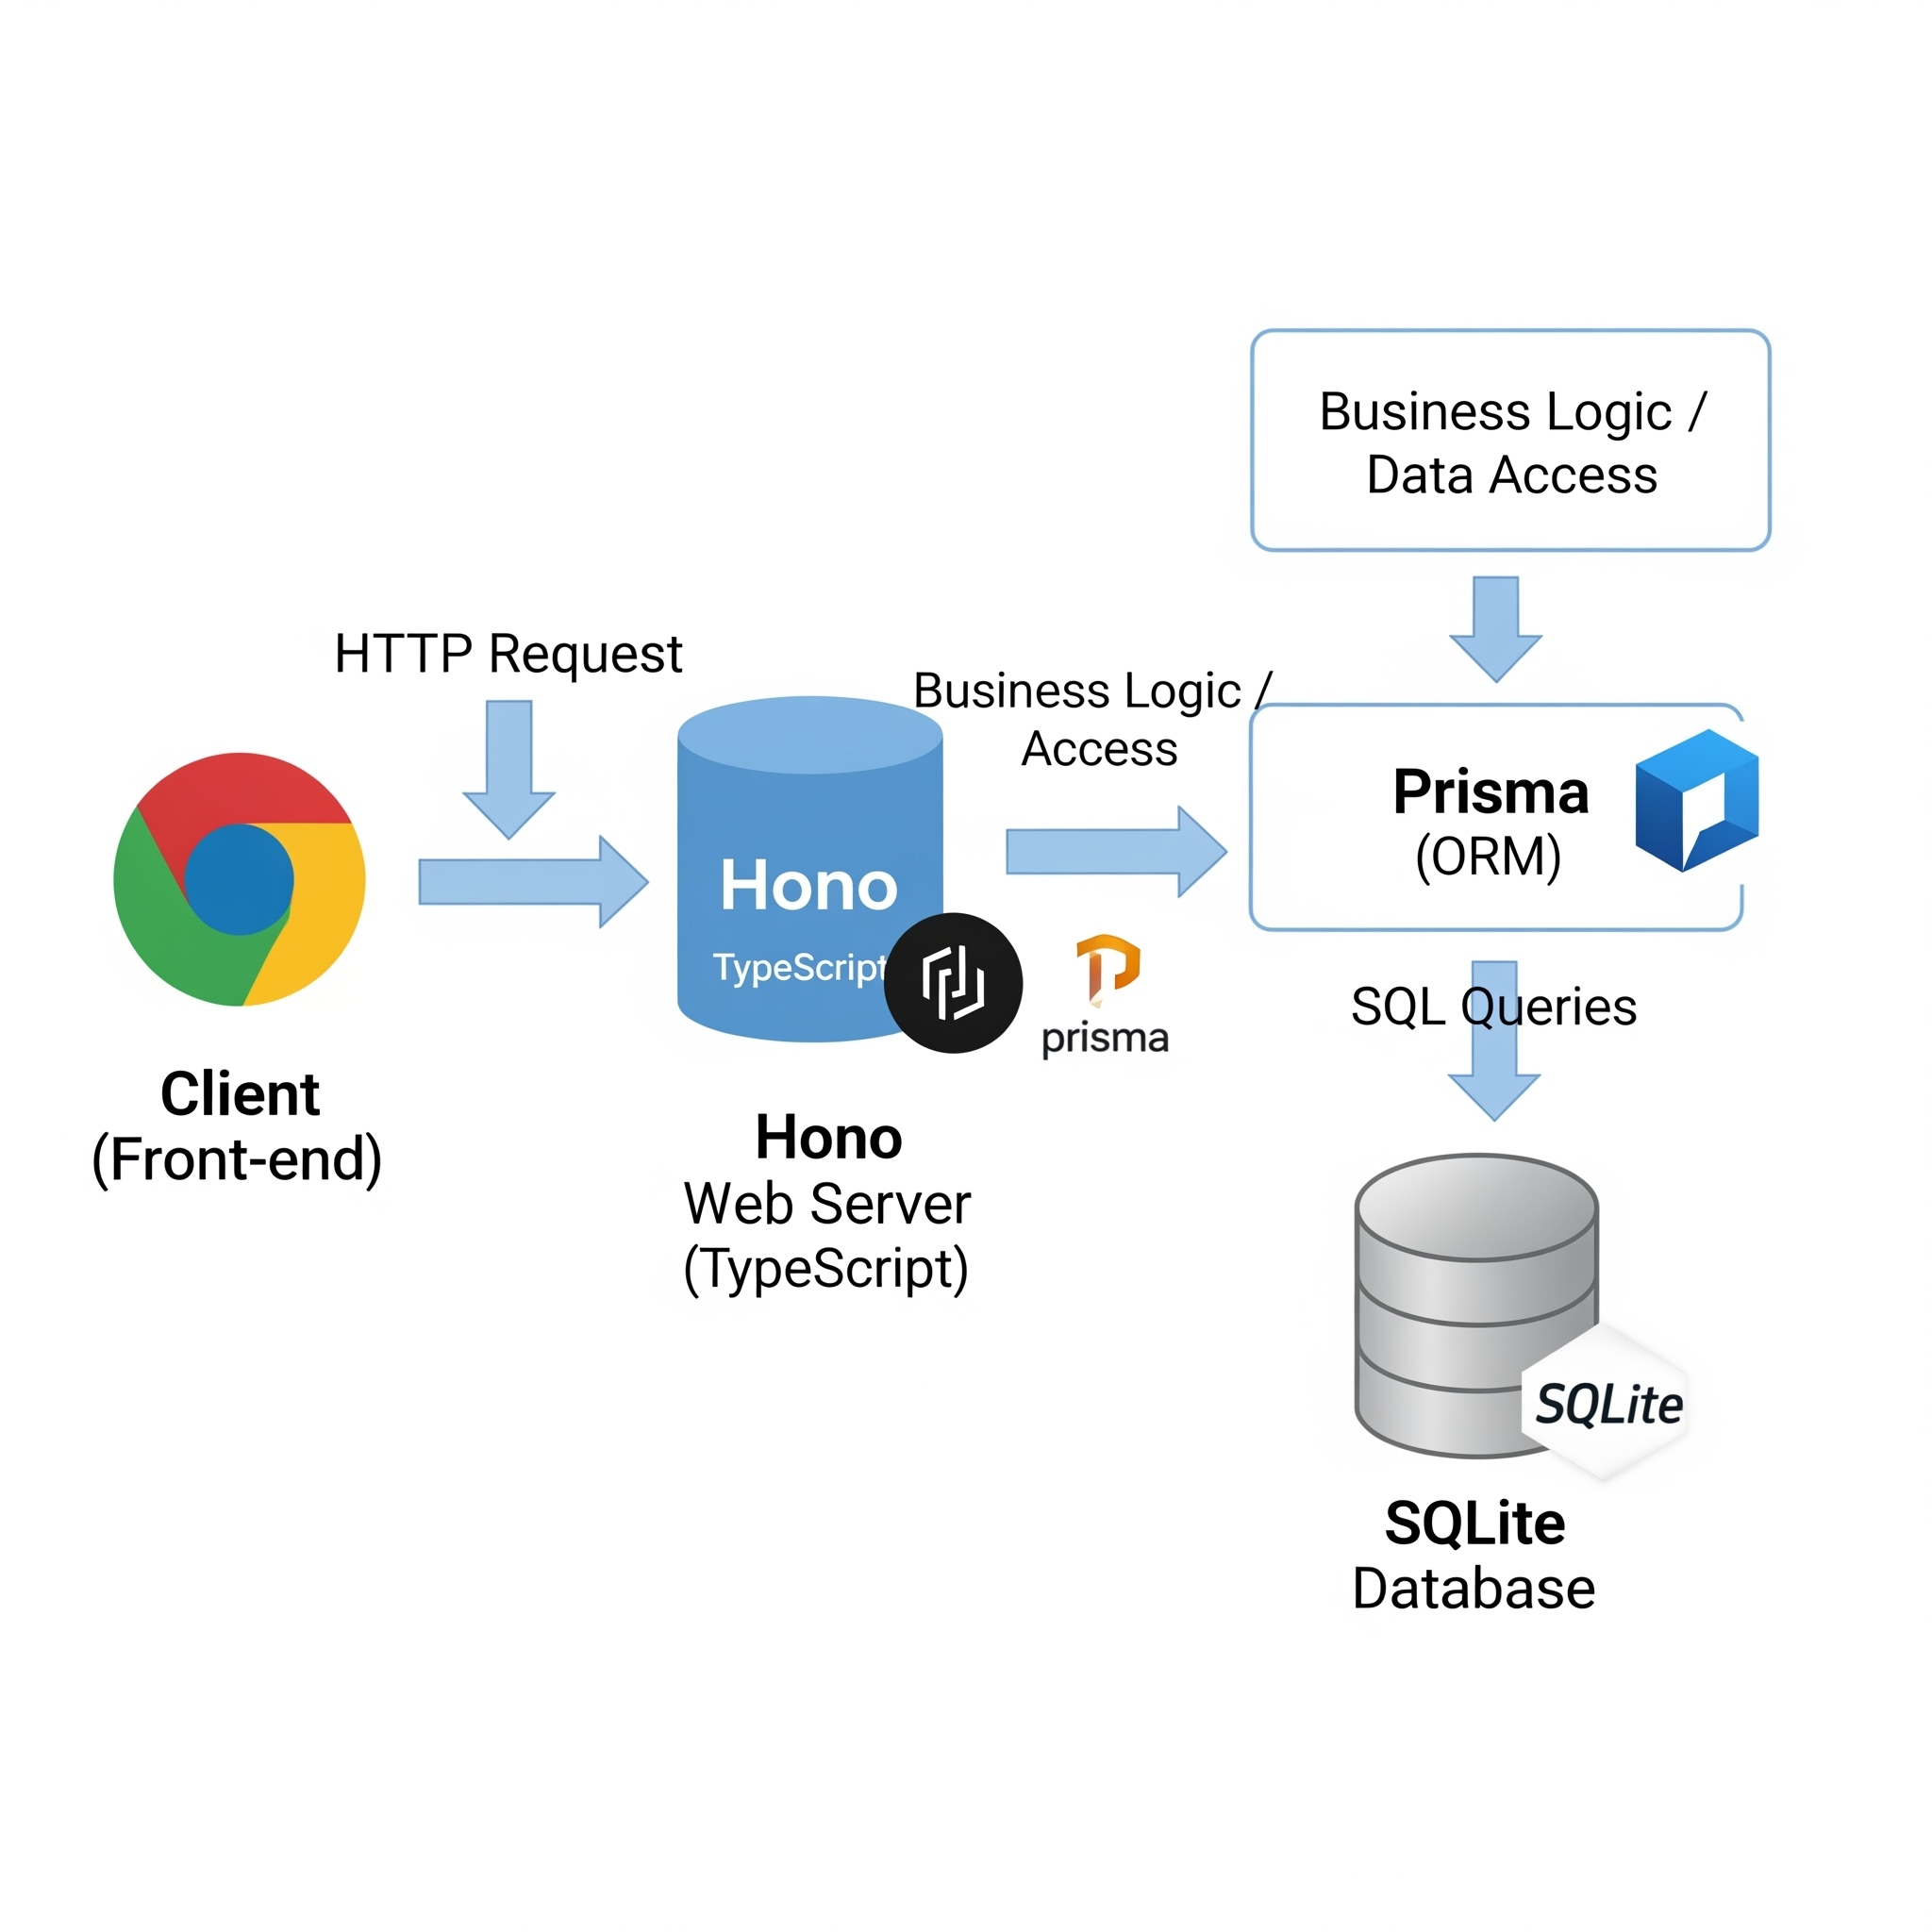 Business Logic /
Data Access
HTTP Request
Business Logic /
Access
Prisma
(ORM)
Hono
TypeScript
prisma
SQL Queries
Client
(Front-end)
Hono
Web Server
(TypeScript)
SQLite
SQLite
Database